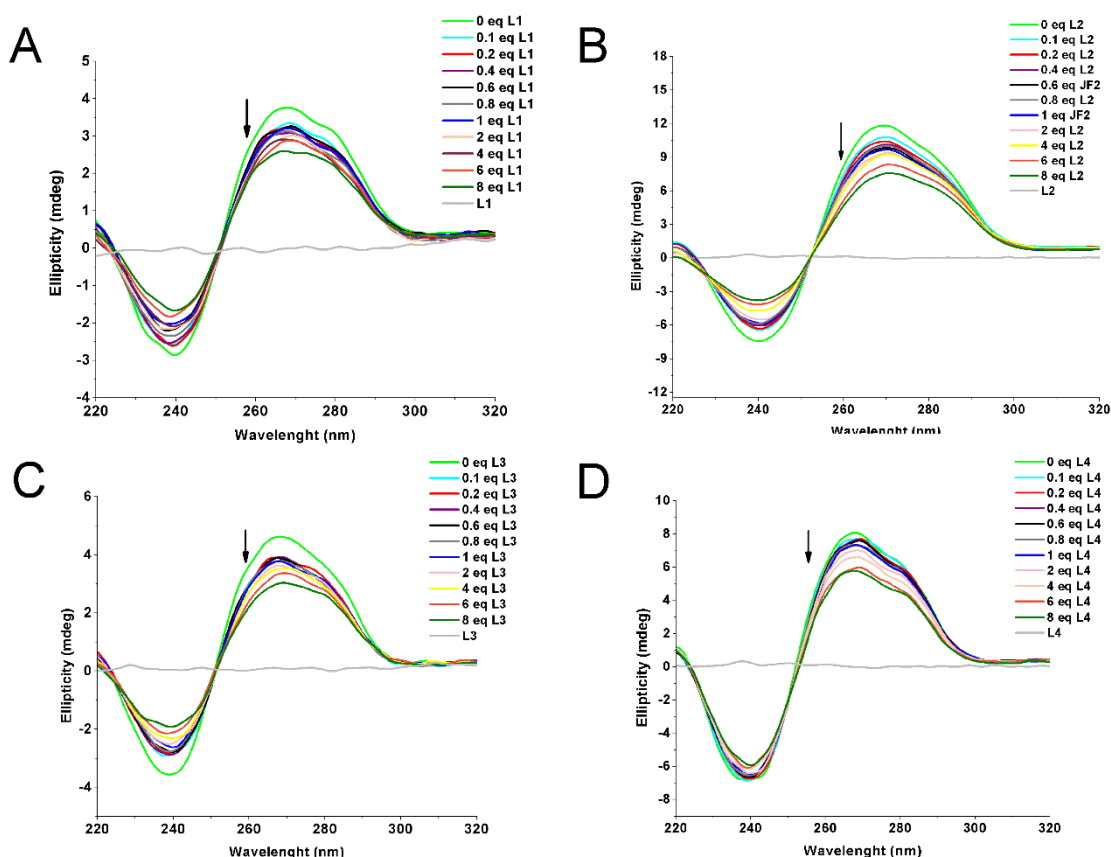 A
0 eq L1
0.1 eq L1
0.2 eq L1
0.4 eq L1
0.6 eq L1
0.8 eq L1
1 eq L1
2 eq L1
4 eq L1
6 eq L1
8 eq L1
L1
5
4
3
2
1
0
-1
-2
-3
-4
Ellipticity (mdeg)
220 240 260 280 300 320
Wavelenght (nm)
B
0 eq L2
0.1 eq L2
0.2 eq L2
0.4 eq L2
0.6 eq JF2
0.8 eq L2
1 eq JF2
2 eq L2
4 eq L2
6 eq L2
8 eq L2
L2
18
15
12
9
6
3
0
-3
-6
-9
-12
Ellipticity (mdeg)
220 240 260 280 300 320
Wavelenght (nm)
C
0 eq L3
0.1 eq L3
0.2 eq L3
0.4 eq L3
0.6 eq L3
0.8 eq L3
1 eq L3
2 eq L3
4 eq L3
6 eq L3
8 eq L3
L3
6
4
2
0
-2
-4
Ellipticity (mdeg)
220 240 260 280 300 320
Wavelenght (nm)
D
0 eq L4
0.1 eq L4
0.2 eq L4
0.4 eq L4
0.6 eq L4
0.8 eq L4
1 eq L4
2 eq L4
4 eq L4
6 eq L4
8 eq L4
L4
10
8
6
4
2
0
-2
-4
-6
-8
Ellipticity (mdeg)
220 240 260 280 300 320
Wavelenght (nm)